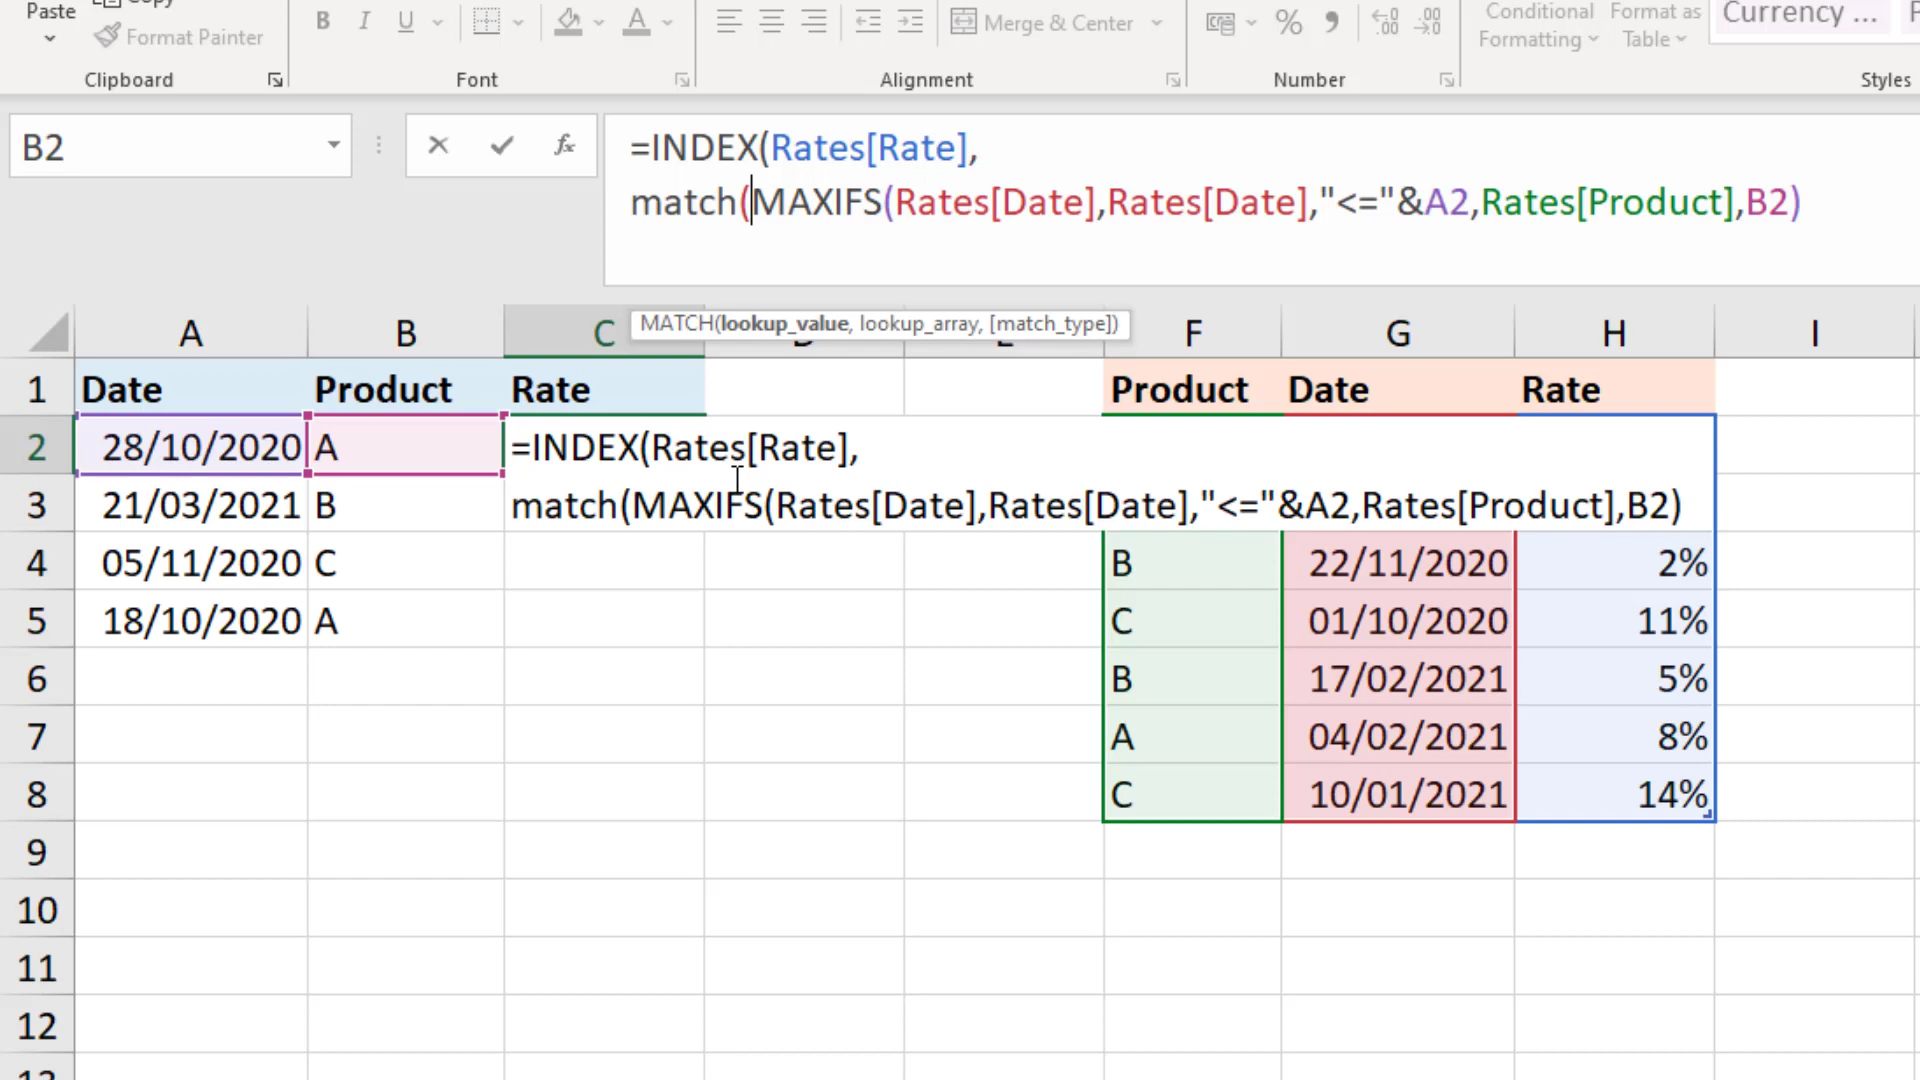 Paste
Copy
Format Painter
Clipboard
B I U
A
Font
Merge & Center
Alignment
%
Number
Conditional
Formatting
Format as
Table
Currency ...
Styles
B2
fx
=INDEX(Rates[Rate],
match(MAXIFS(Rates[Date],Rates[Date],"<="&A2,Rates[Product],B2)
MATCH(lookup_value, lookup_array, [match_type])
A B C D E F G H I
1 Date Product Rate Product Date Rate
2 28/10/2020 A =INDEX(Rates[Rate],
3 21/03/2021 B match(MAXIFS(Rates[Date],Rates[Date],"<="&A2,Rates[Product],B2)
4 05/11/2020 C B 22/11/2020 2%
5 18/10/2020 A C 01/10/2020 11%
6 B 17/02/2021 5%
7 A 04/02/2021 8%
8 C 10/01/2021 14%
9
10
11
12
13